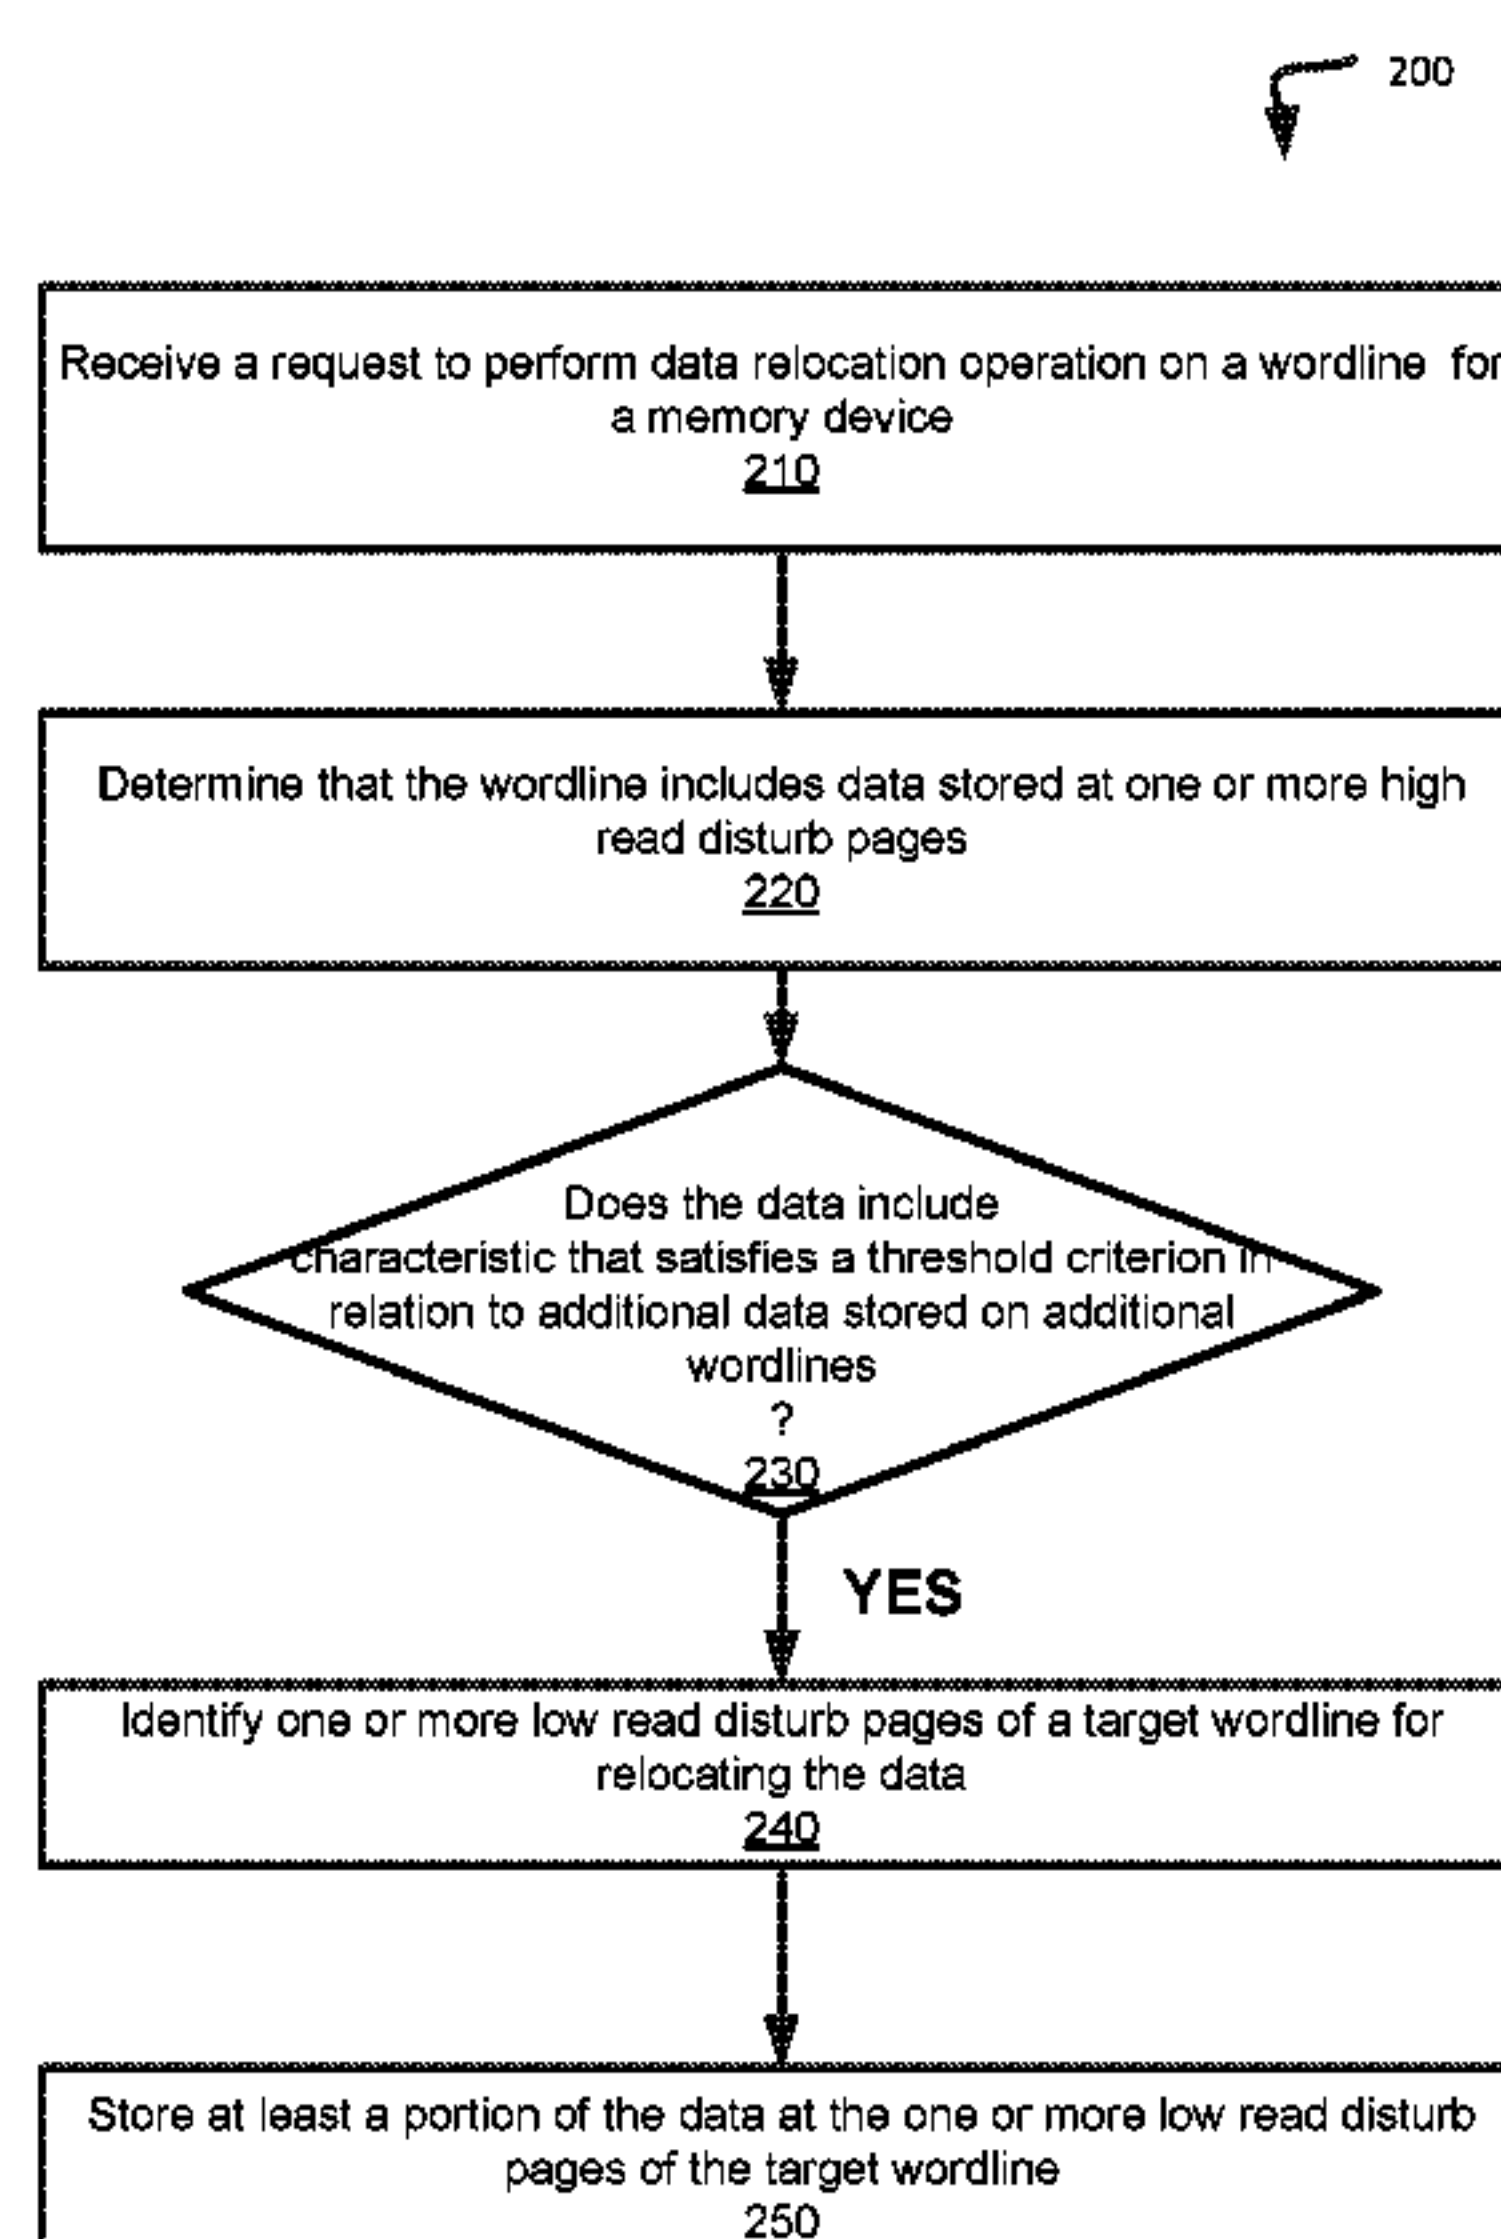 200
Receive a request to perform data relocation operation on a wordline for
a memory device
210
Determine that the wordline includes data stored at one or more high
read disturb pages
220
Does the data include
characteristic that satisfies a threshold criterion in
relation to additional data stored on additional
wordlines
?
230
YES
Identify one or more low read disturb pages of a target wordline for
relocating the data
240
Store at least a portion of the data at the one or more low read disturb
pages of the target wordline
250